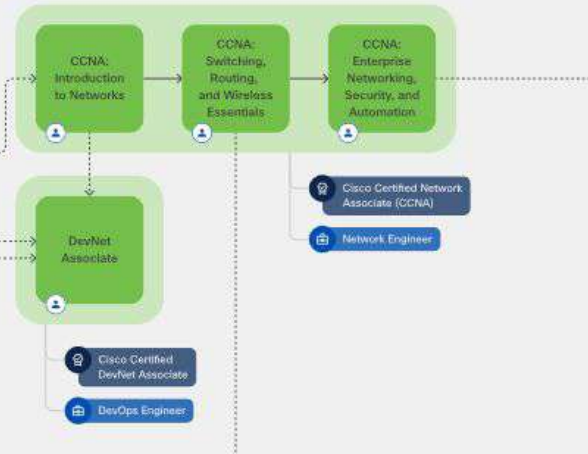 CCNA:
Introduction
to Networks
CCNA:
Switching,
Routing,
and Wireless
Essentials
CCNA:
Enterprise
Networking,
Security, and
Automation
Cisco Certified Network
Associate (CCNA)
Network Engineer
DevNet
Associate
Cisco Certified
DevNet Associate
DevOps Engineer